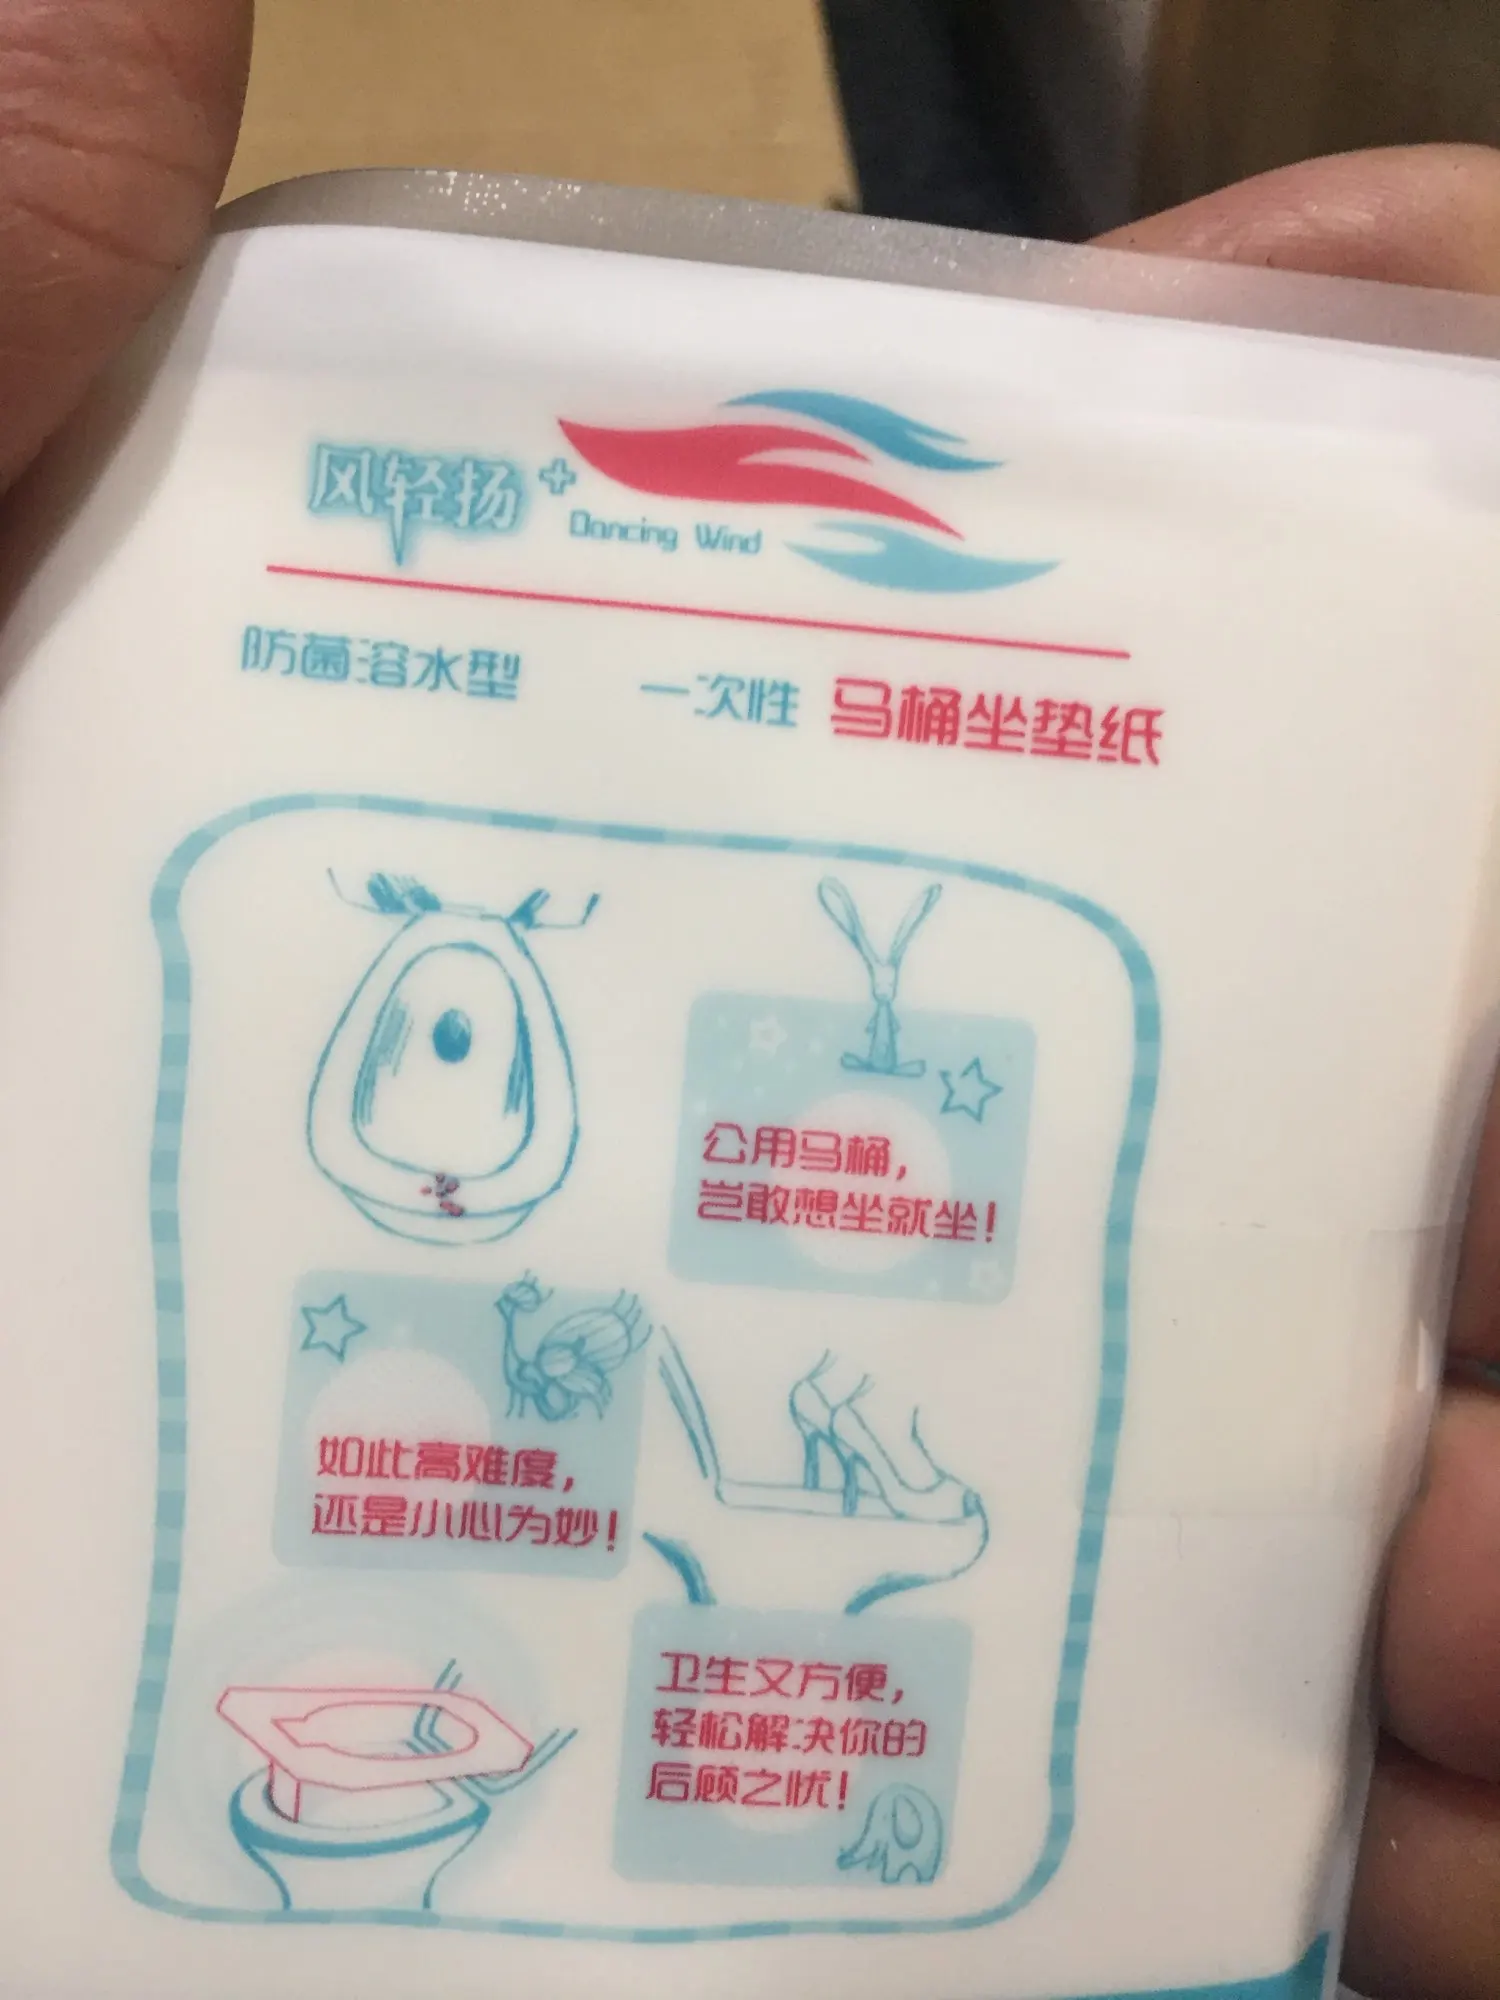 风轻扬
Dancing Wind
防菌溶水型 一次性 马桶坐垫纸
公用马桶，
岂敢想坐就坐！
如此高难度，
还是小心为妙！
卫生又方便，
轻松解决你的
后顾之忧！